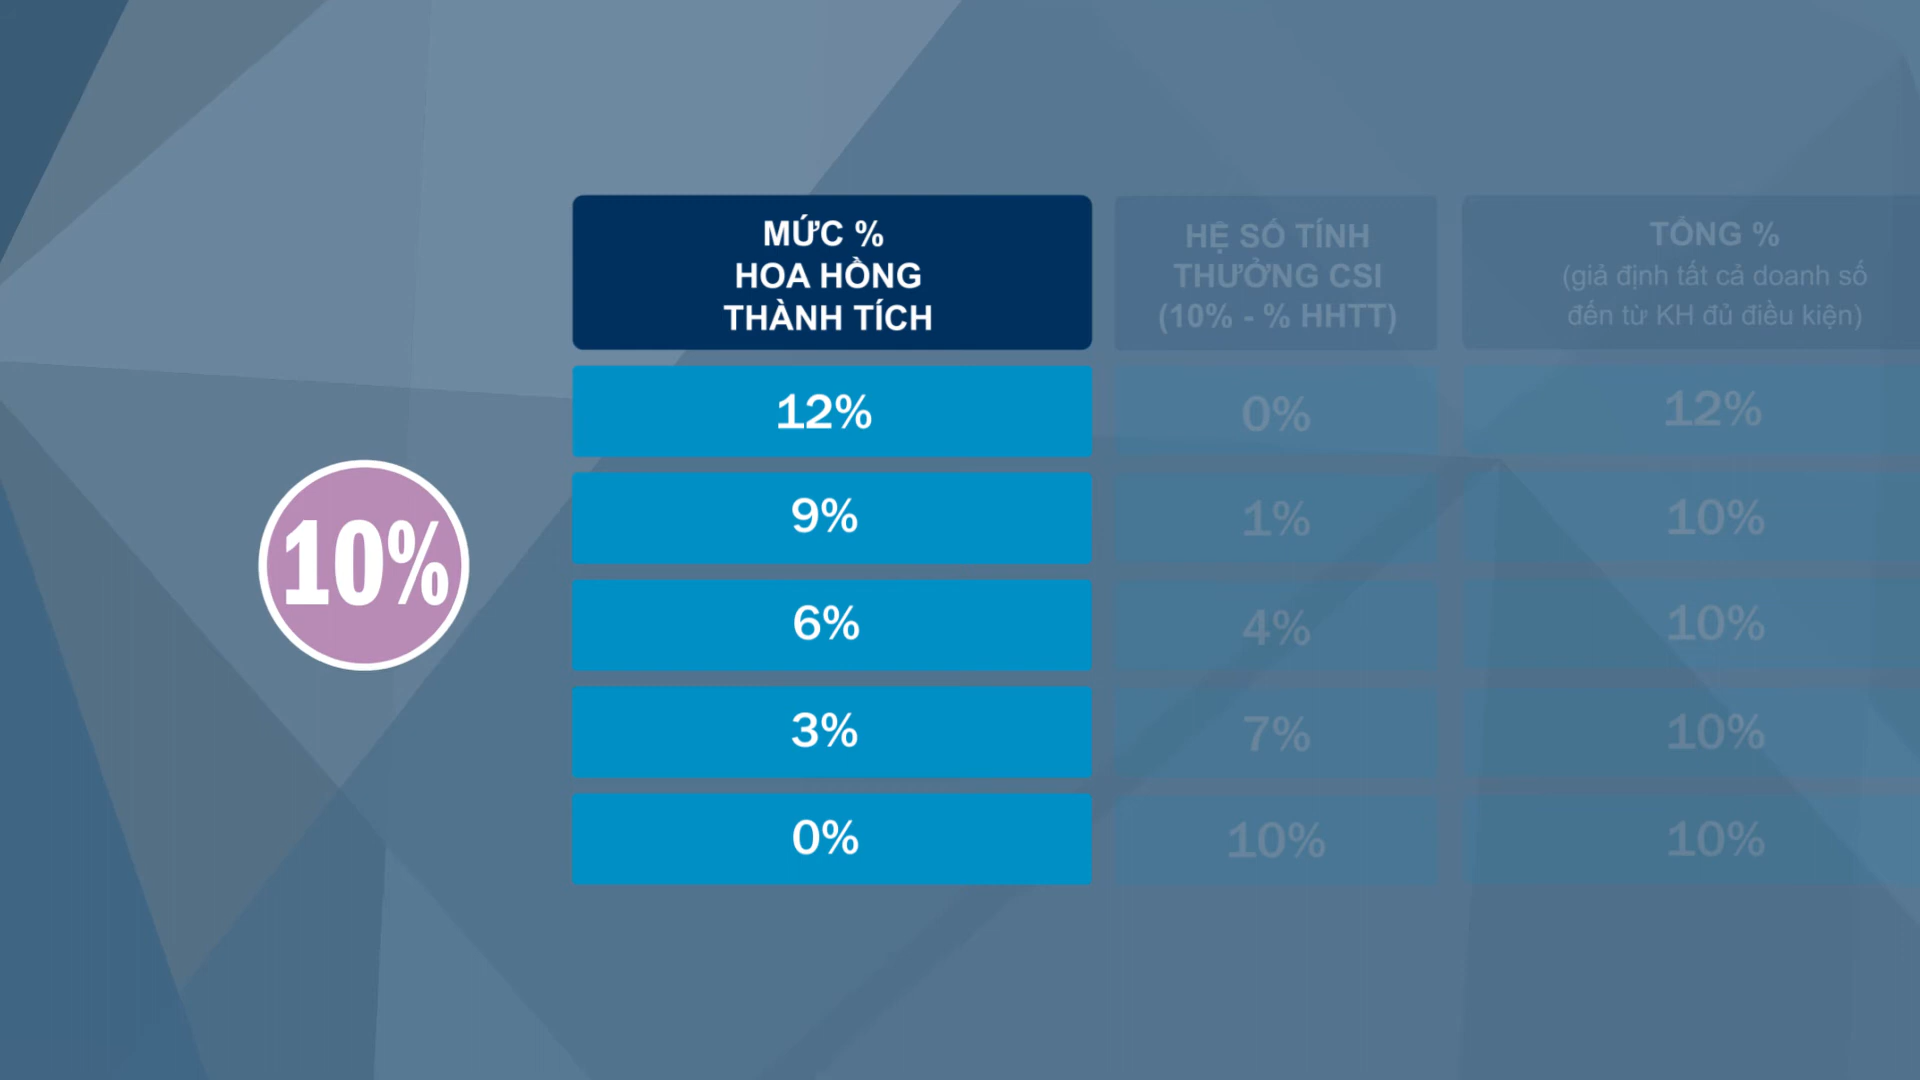 10%
MỨC %
HOA HỒNG
THÀNH TÍCH
HỆ SỐ TÍNH
THƯỞNG CSI
(10% - % HHTT)
TỔNG %
(giả định tất cả doanh số
đến từ KH đủ điều kiện)
12% 0% 12%
9% 1% 10%
6% 4% 10%
3% 7% 10%
0% 10% 10%